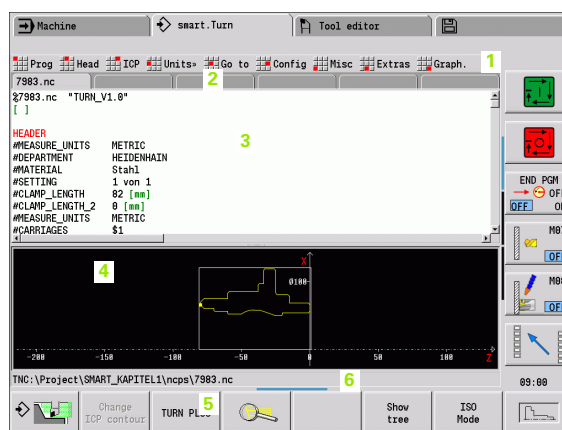 Machine smart.Turn Tool editor
Prog Head ICP Units» Go to Config Misc Extras Graph. 1
7983.nc 2
%7983.nc "TURN_V1.0"
[ ]
3
HEADER
#MEASURE_UNITS METRIC
#DEPARTMENT HEIDENHAIN
#MATERIAL Stahl
#SETTING 1 von 1
#CLAMP_LENGTH 82 [mm]
#CLAMP_LENGTH_2 0 [mm]
#MEASURE_UNITS METRIC
#CARRIAGES $1
END PGM
OFF
OFF
4
X
Ø100
-200 -150 -100 -50 0 50 100 Z
TNC:\Project\SMART_KAPITEL1\ncps\7983.nc 6
09:00
Change
ICP contour
TURN 5
Show
tree
ISO
Mode